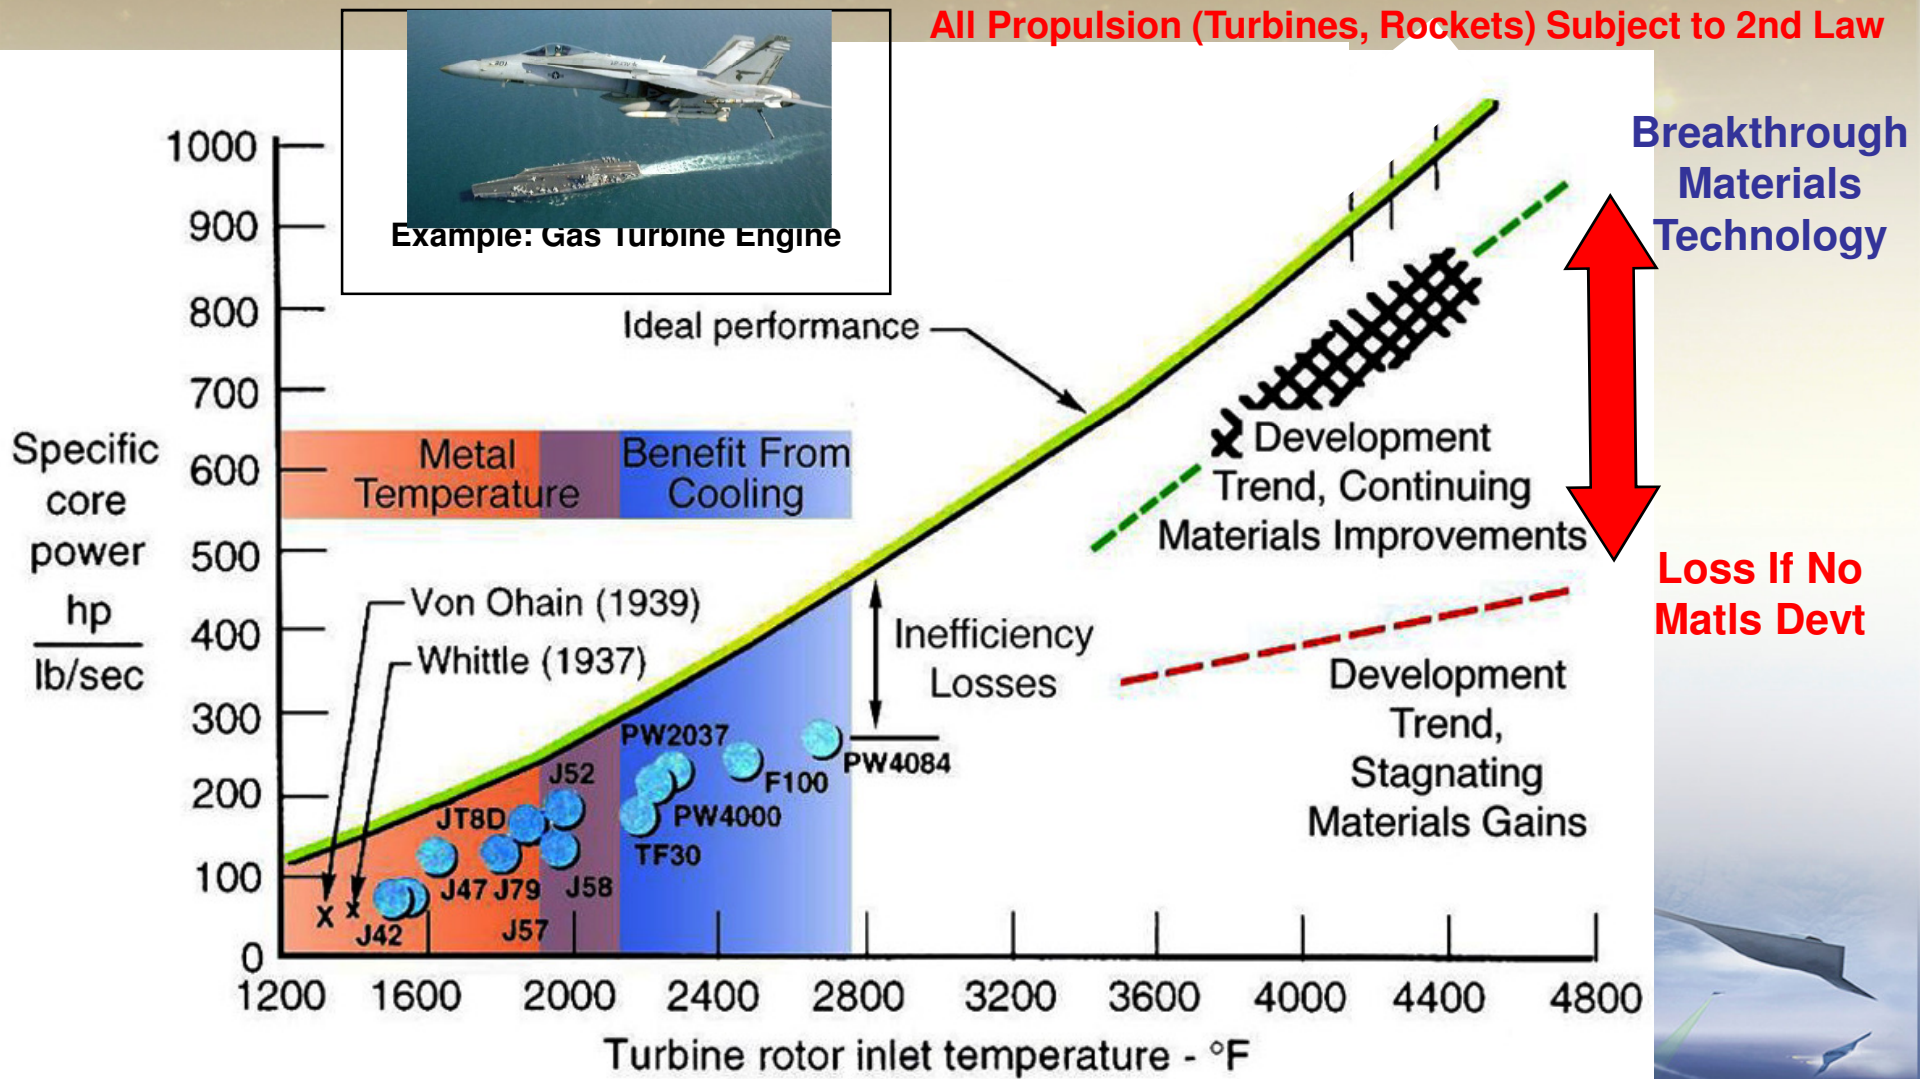 All Propulsion (Turbines, Rockets) Subject to 2nd Law
Example: Gas Turbine Engine
Breakthrough
Materials
Technology
Loss If No
Matls Devt
Specific
core
power
hp
lb/sec
1000
900
800
700
600
500
400
300
200
100
0
Ideal performance
Metal
Temperature
Benefit From
Cooling
Von Ohain (1939)
Whittle (1937)
Inefficiency
Losses
Development
Trend, Continuing
Materials Improvements
Development
Trend,
Stagnating
Materials Gains
PW2037
PW4084
J52
F100
JT8D
PW4000
TF30
J47
J79
J58
J57
J42
x
x
1200 1600 2000 2400 2800 3200 3600 4000 4400 4800
Turbine rotor inlet temperature - °F